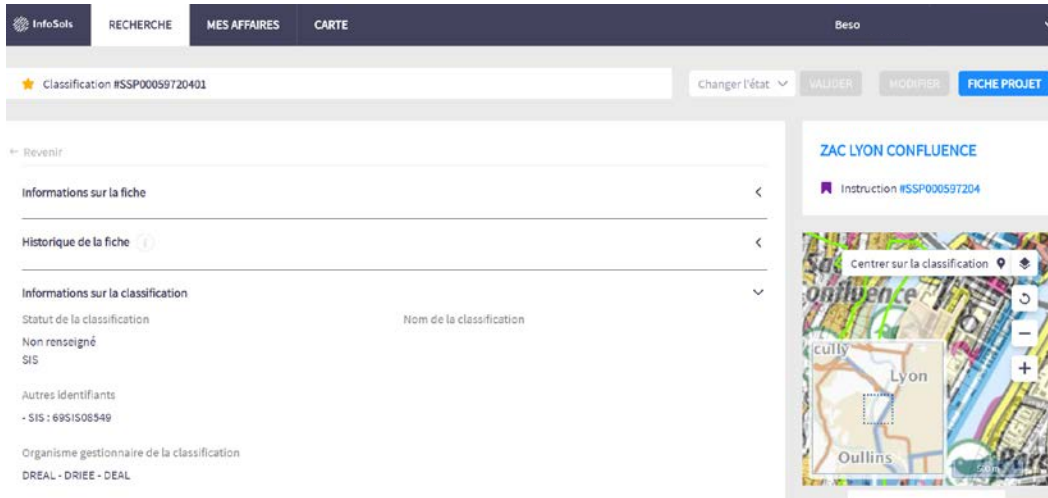 InfoSols RECHERCHE MES AFFAIRES CARTE Beso
Classification #SSP00059720401 Changer l'état VALIDER MODIFIER FICHE PROJET
← Revenir
Informations sur la fiche
Historique de la fiche i
Informations sur la classification
Statut de la classification Nom de la classification
Non renseigné
SIS
Autres identifiants
- SIS : 69SIS08549
Organisme gestionnaire de la classification
DREAL - DRIEE - DEAL
ZAC LYON CONFLUENCE
Instruction #SSP000597204
Centrer sur la classification
onfluence
cully
Lyon
Oullins